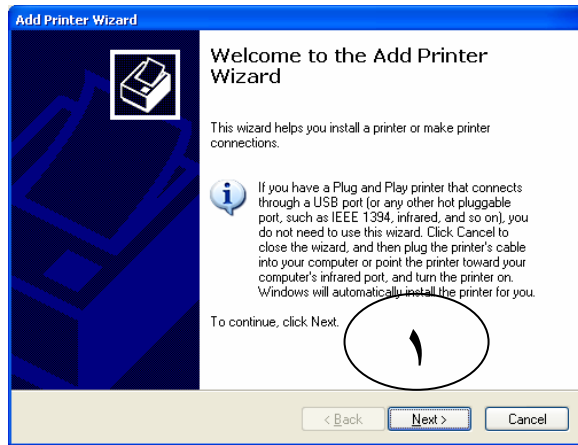 Add Printer Wizard
Welcome to the Add Printer
Wizard
This wizard helps you install a printer or make printer
connections.
If you have a Plug and Play printer that connects
through a USB port (or any other hot pluggable
port, such as IEEE 1394, infrared, and so on), you
do not need to use this wizard. Click Cancel to
close the wizard, and then plug the printer's cable
into your computer or point the printer toward your
computer's infrared port, and turn the printer on.
Windows will automatically install the printer for you.
To continue, click Next.
١
< Back
Next >
Cancel